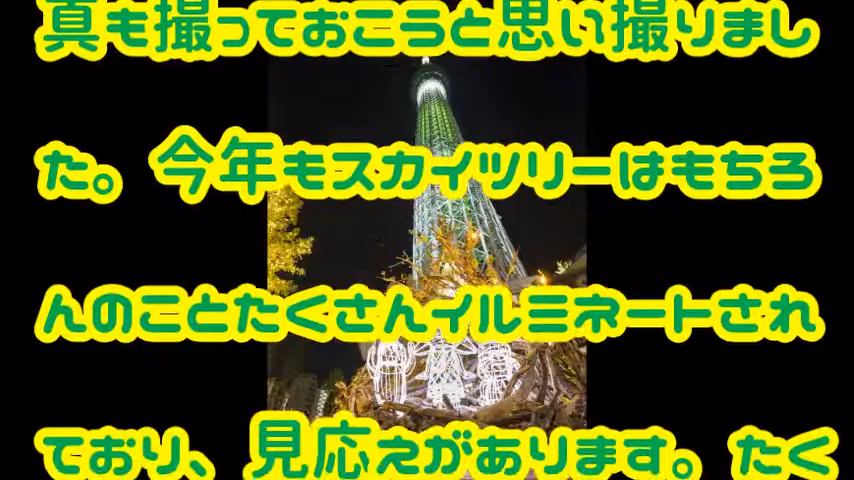 真も撮っておこうと思い撮りまし
た。今年もスカイツリーはもちろ
んのことたくさんイルミネートされ
ており、見応えがあります。たく